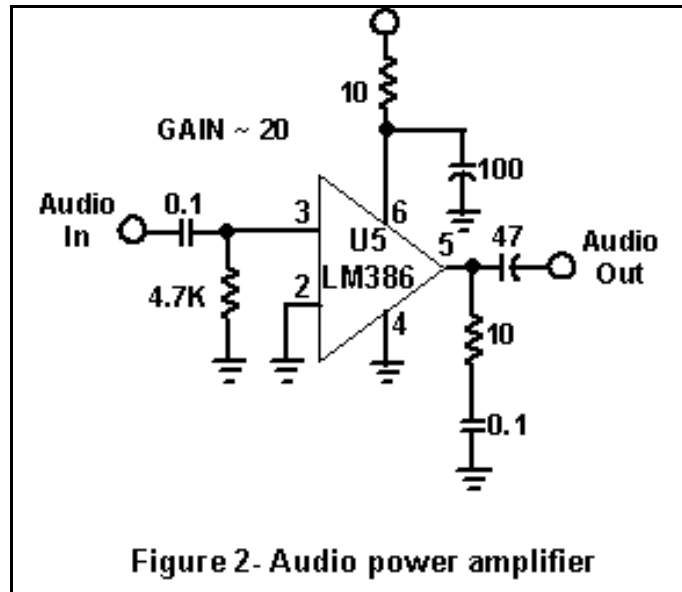 10
GAIN ~ 20
100
Audio
In
0.1
3
6
U5
5
47
Audio
Out
2
LM386
4.7K
4
10
0.1
Figure 2- Audio power amplifier